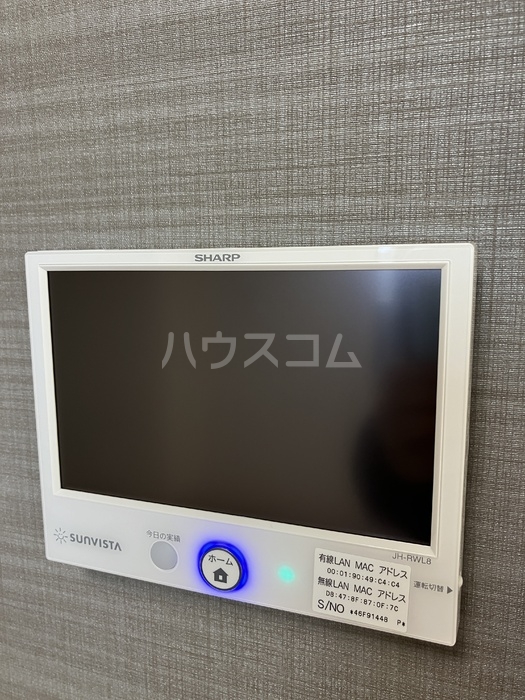 SHARP
ハウスコム
SUNVISTA
今日の実績
ホーム
JH-RWL8
有線LAN MAC アドレス
00:01:90:49:C4:C4
無線LAN MAC アドレス
D8:47:8F:87:0F:7C
S/NO *46F91448 P*
運転切替 ▶